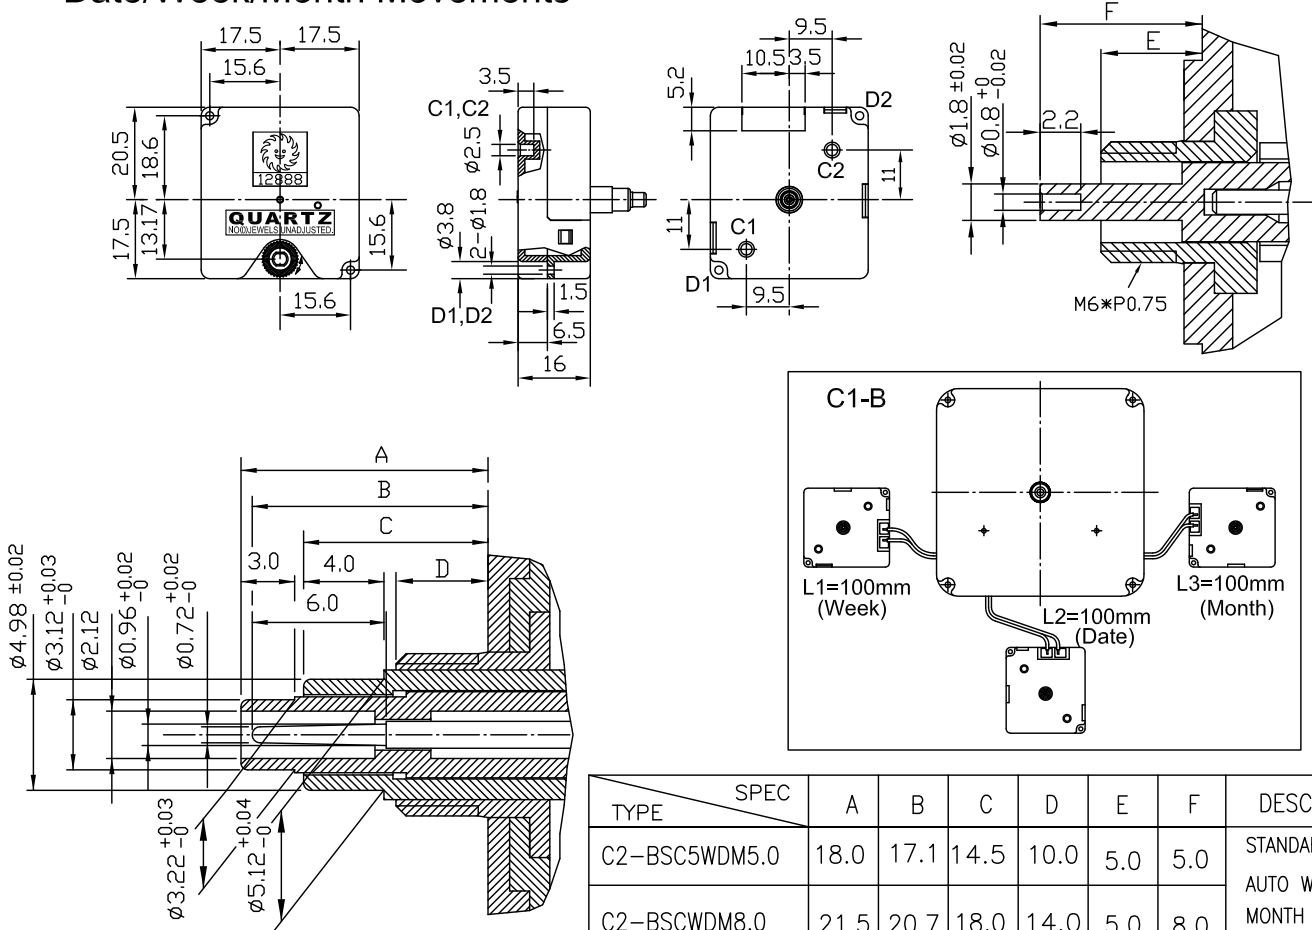 Date/Week/Month Movements
17.5 17.5
15.6
20.5
18.6
17.5
13.17
12888
QUARTZ
NO(0)JEWELS UNADJUSTED.
15.6
15.6
3.5
C1,C2
ø2.5
ø3.8
2-ø1.8
D1,D2
1.5
6.5
16
9.5
10.5 3.5
5.2
D2
C2
11
11
C1
D1
9.5
F
E
ø1.8 ±0.02
ø0.8 +0 -0.02
2.2
M6*P0.75
C1-B
L1=100mm
(Week)
L2=100mm
(Date)
L3=100mm
(Month)
A
B
C
3.0 4.0 D
6.0
ø4.98 ±0.02
ø3.12 +0.03 -0
ø2.12
ø0.96 +0.02 -0
ø0.72 +0.02 -0
ø3.22 +0.03 -0
ø5.12 +0.04 -0
TYPE SPEC A B C D E F DESC
C2-BSC5WDM5.0 18.0 17.1 14.5 10.0 5.0 5.0
C2-BSCWDM8.0 21.5 20.7 18.0 14.0 5.0 8.0
STANDA
AUTO W
MONTH